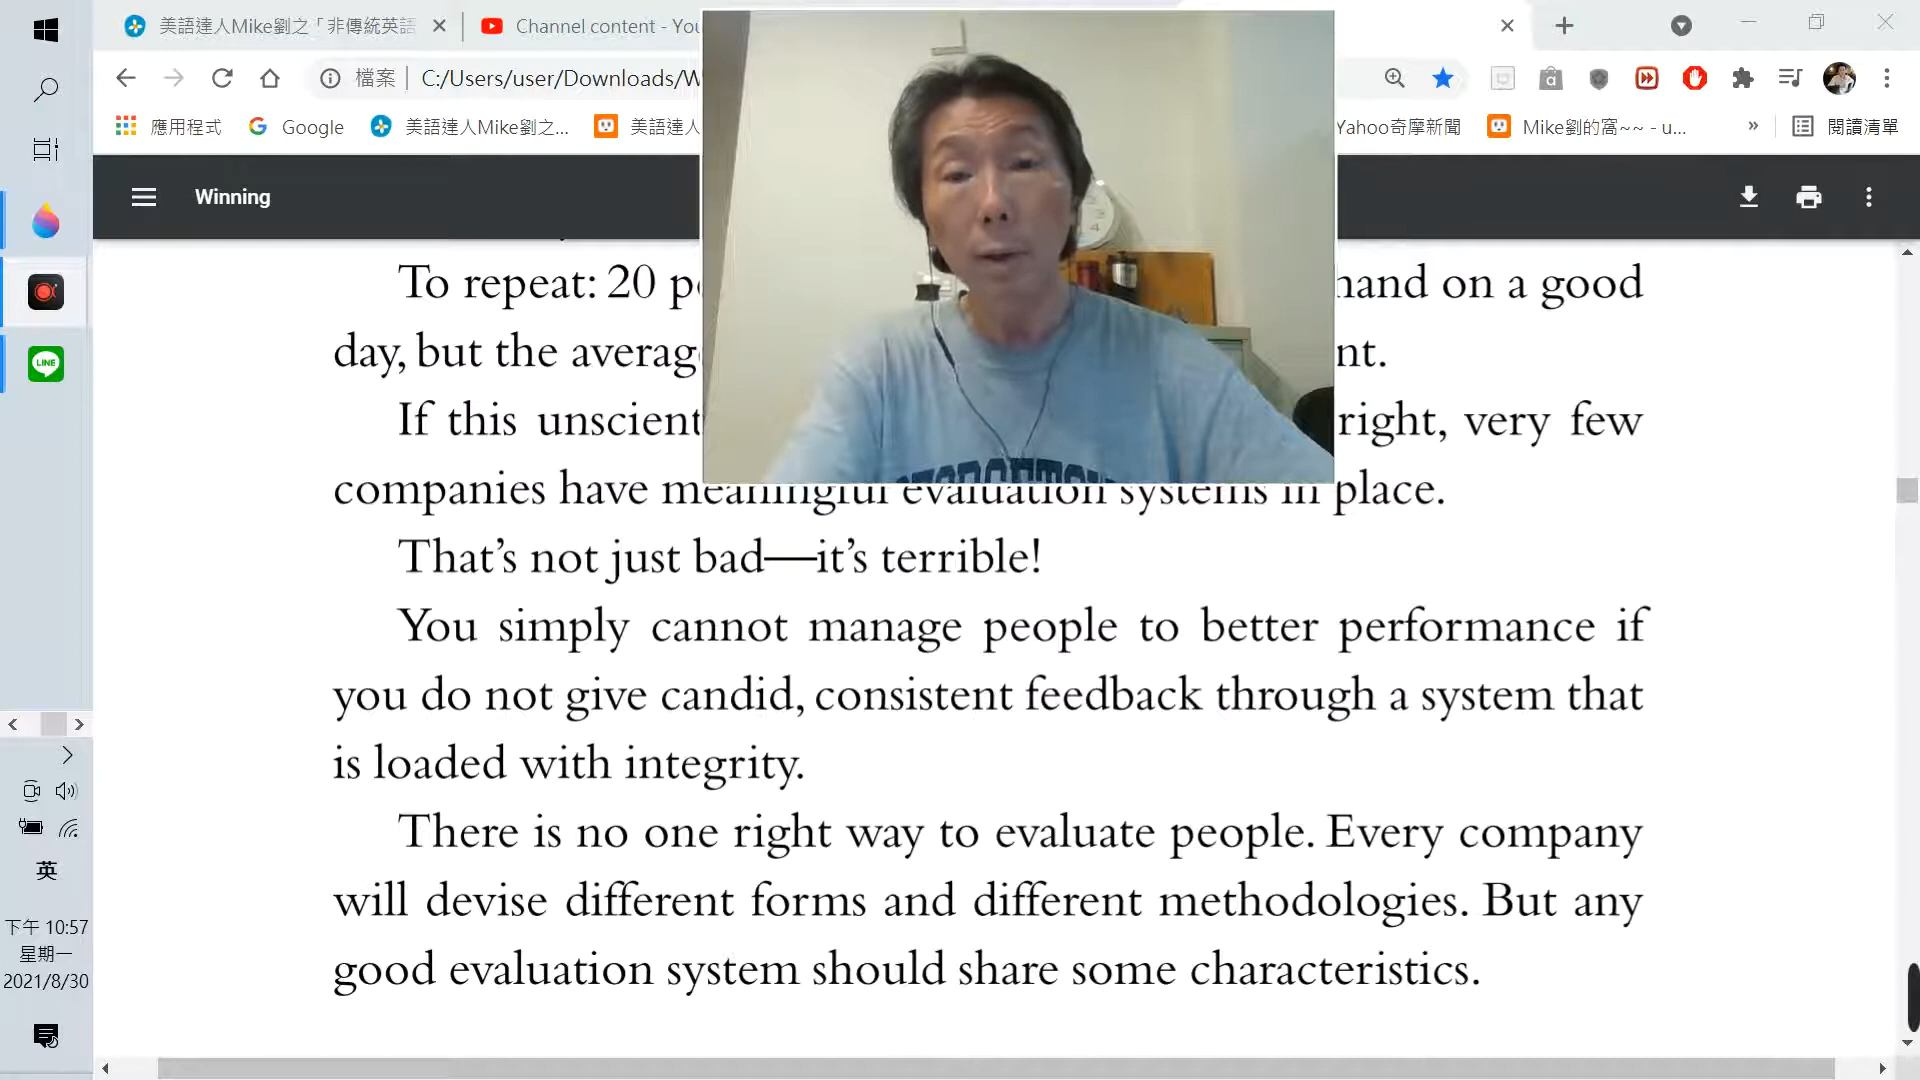 美語達人Mike劉之「非傳統英語
Channel content - You
檔案
C:/Users/user/Downloads/W
應用程式
Google
美語達人Mike劉之...
美語達人
Yahoo奇摩新聞
Mike劉的窩~~ - u...
»
閱讀清單
Winning
To repeat: 20 hand on a good
day, but the nt.
If this right, very few
companies have meaningful evaluation systems in place.
That's not just bad—it's terrible!
You simply cannot manage people to better performance if
you do not give candid, consistent feedback through a system that
is loaded with integrity.
There is no one right way to evaluate people. Every company
will devise different forms and different methodologies. But any
good evaluation system should share some characteristics.
LINE
英
下午 10:57
星期一
2021/8/30